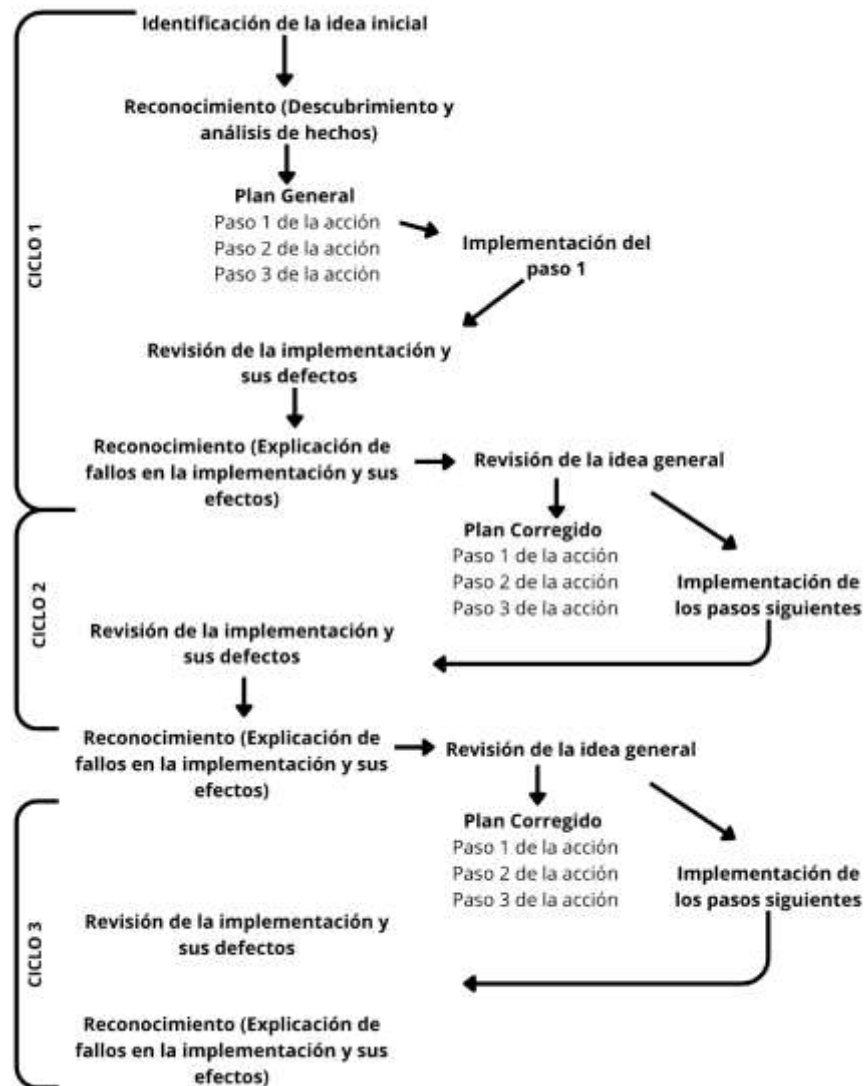 Identificación de la idea inicial
Reconocimiento (Descubrimiento y
análisis de hechos)
CICLO 1
Plan General
Paso 1 de la acción
Paso 2 de la acción
Paso 3 de la acción
Implementación del
paso 1
Revisión de la implementación y
sus defectos
Reconocimiento (Explicación de
fallos en la implementación y sus
efectos)
Revisión de la idea general
CICLO 2
Plan Corregido
Paso 1 de la acción
Paso 2 de la acción
Paso 3 de la acción
Implementación de
los pasos siguientes
Revisión de la implementación y
sus defectos
Reconocimiento (Explicación de
fallos en la implementación y sus
efectos)
Revisión de la idea general
CICLO 3
Plan Corregido
Paso 1 de la acción
Paso 2 de la acción
Paso 3 de la acción
Implementación de
los pasos siguientes
Revisión de la implementación y
sus defectos
Reconocimiento (Explicación de
fallos en la implementación y sus
efectos)